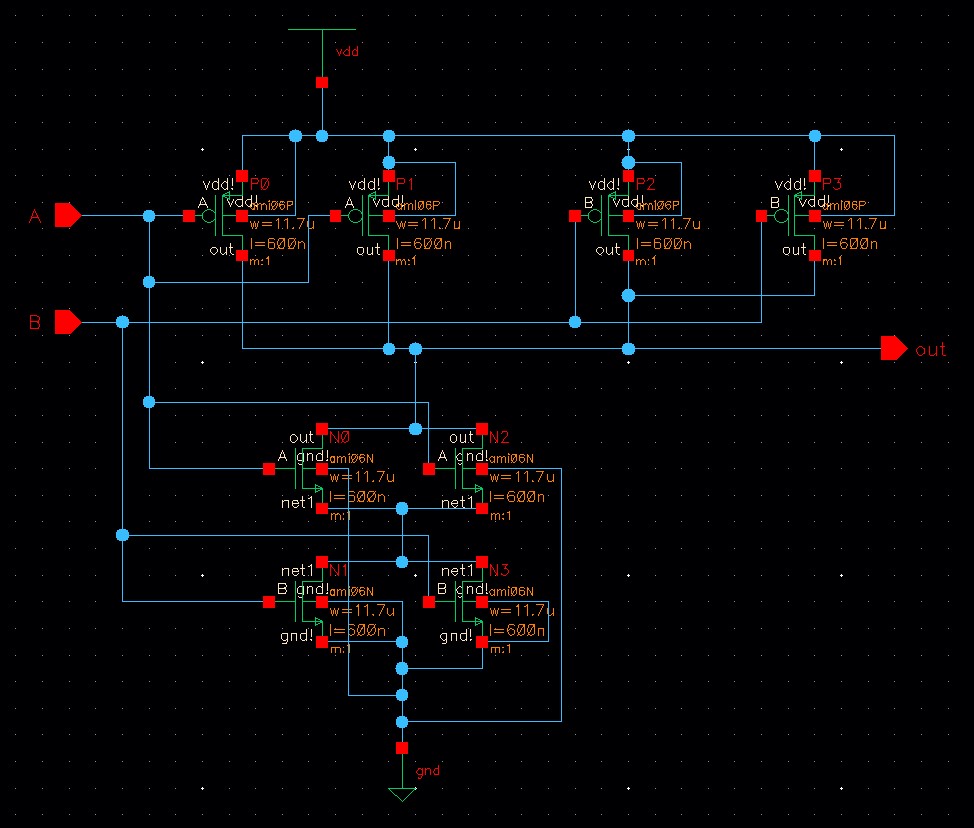 vdd
vdd! P0
A vdd! ami06P
w=11.7u
l=600n
out m:1
vdd! P1
A vdd! ami06P
w=11.7u
l=600n
out m:1
vdd! P2
B vdd! ami06P
w=11.7u
l=600n
out m:1
vdd! P3
B vdd! ami06P
w=11.7u
l=600n
out m:1
A
B
out
out N0
A gnd! ami06N
w=11.7u
l=600n
net1 m:1
out N2
A gnd! ami06N
w=11.7u
l=600n
net1 m:1
net1 N1
B gnd! ami06N
w=11.7u
l=600n
gnd! m:1
net1 N3
B gnd! ami06N
w=11.7u
l=600n
gnd! m:1
gnd